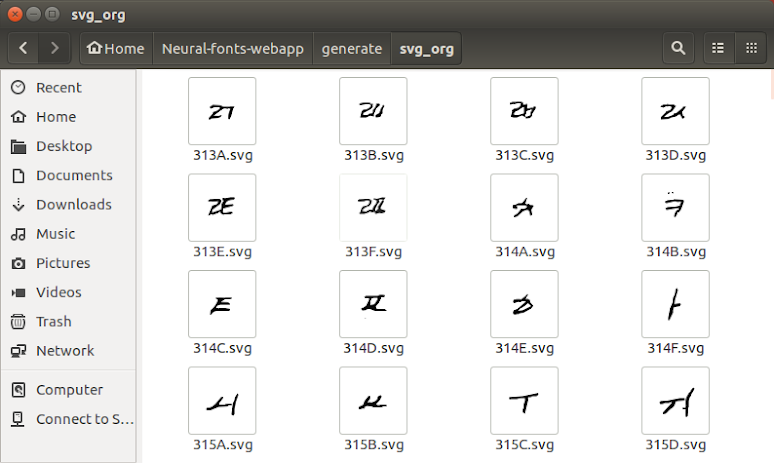 svg_org
Home Neural-fonts-webapp generate svg_org
Recent
Home
Desktop
Documents
Downloads
Music
Pictures
Videos
Trash
Network
Computer
Connect to S...
ㄺ ㄻ ㄼ ㄽ
313A.svg 313B.svg 313C.svg 313D.svg
ㄾ ㄿ ㅊ ㅋ
313E.svg 313F.svg 314A.svg 314B.svg
ㅌ ㅍ ㅎ ㅏ
314C.svg 314D.svg 314E.svg 314F.svg
ㅚ ㅛ ㅜ ㅝ
315A.svg 315B.svg 315C.svg 315D.svg